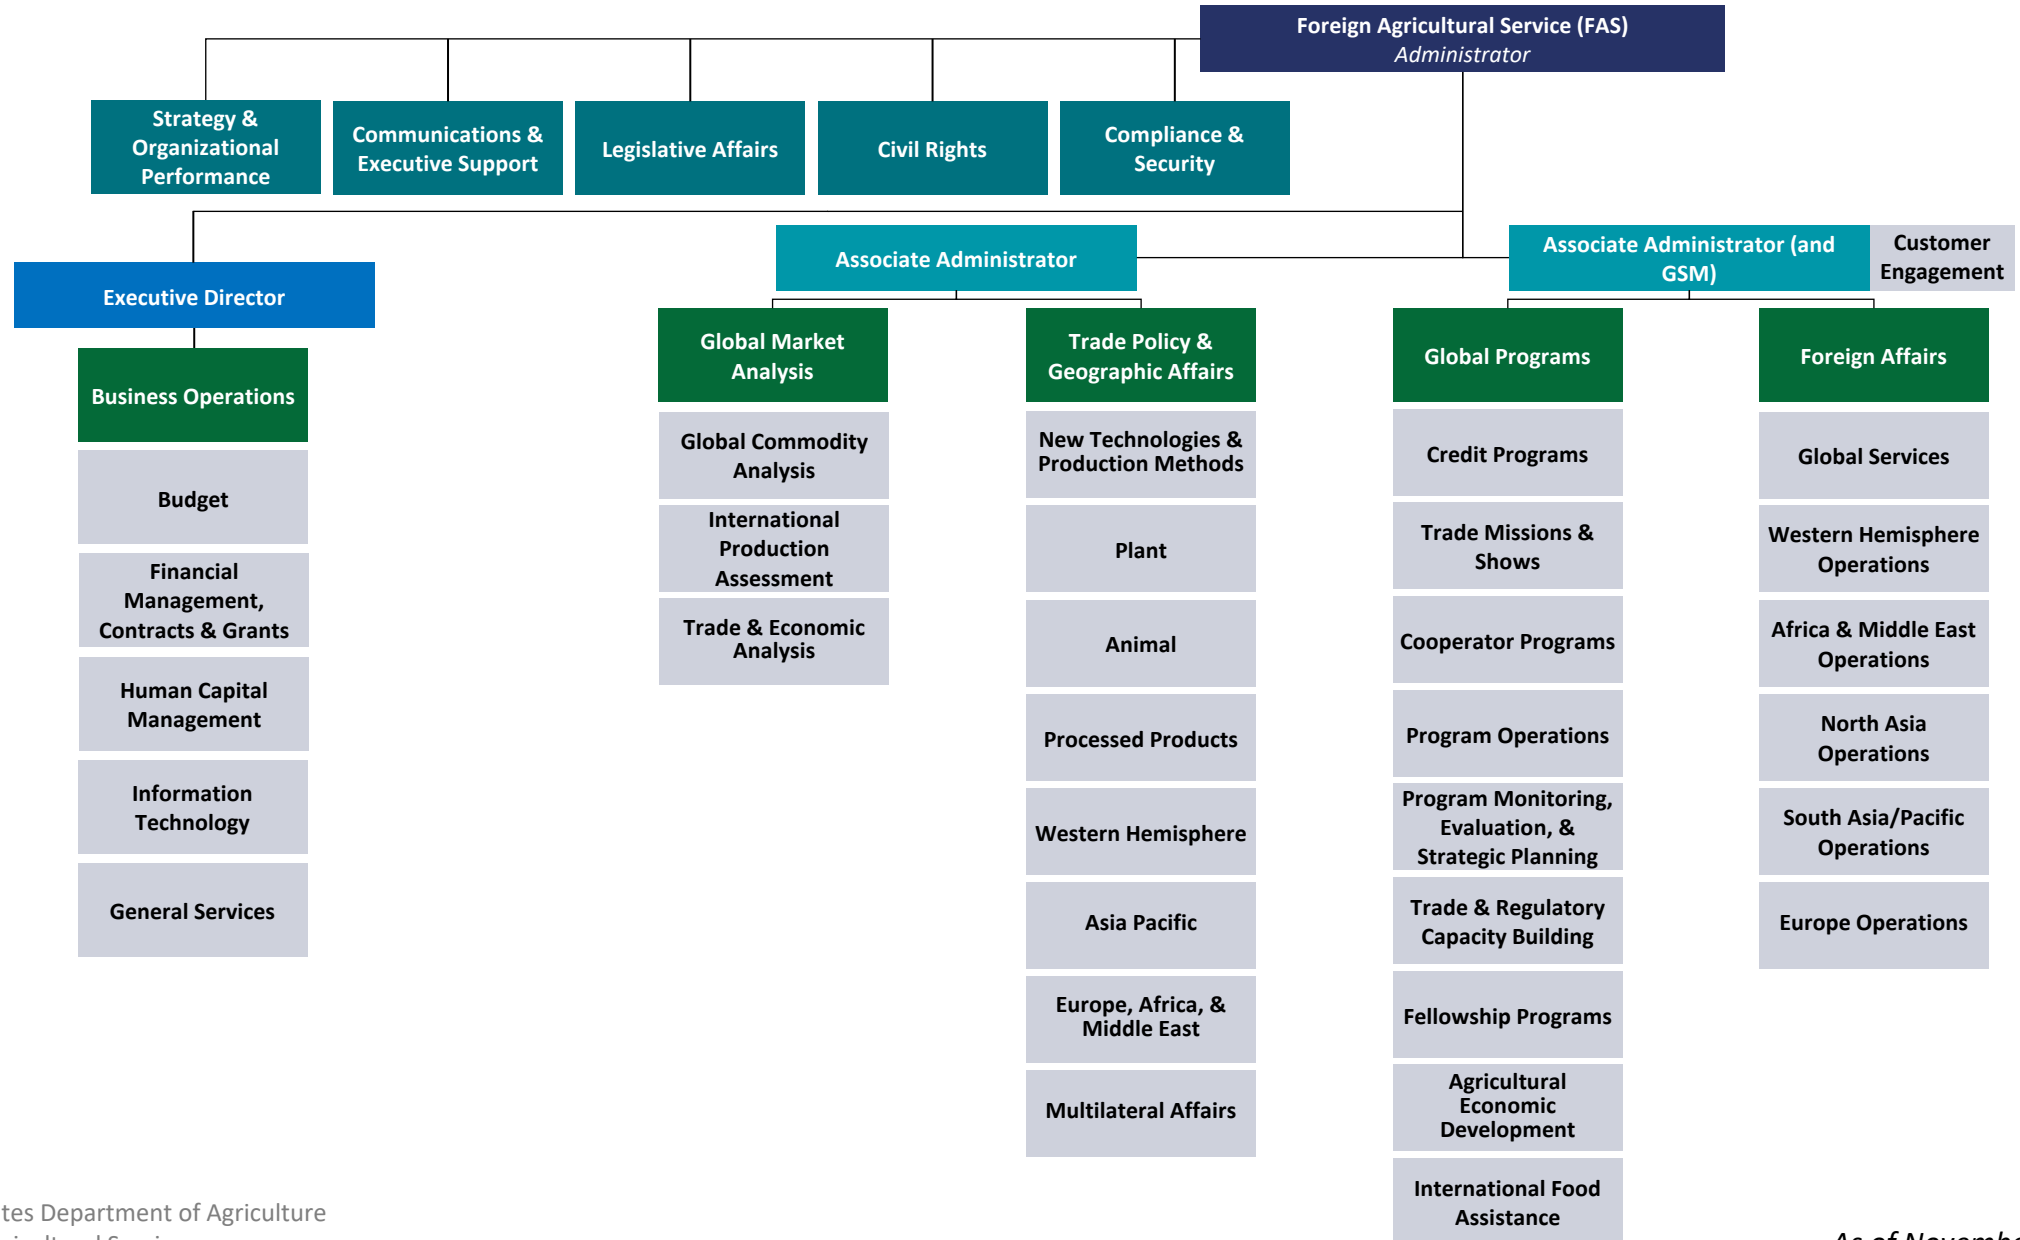 Foreign Agricultural Service (FAS)
Administrator
Strategy &
Organizational
Performance
Communications &
Executive Support
Legislative Affairs
Civil Rights
Compliance &
Security
Executive Director
Associate Administrator
Associate Administrator (and
GSM)
Customer
Engagement
Business Operations
Budget
Financial
Management,
Contracts & Grants
Human Capital
Management
Information
Technology
General Services
Global Market
Analysis
Global Commodity
Analysis
International
Production
Assessment
Trade & Economic
Analysis
Trade Policy &
Geographic Affairs
New Technologies &
Production Methods
Plant
Animal
Processed Products
Western Hemisphere
Asia Pacific
Europe, Africa, &
Middle East
Multilateral Affairs
Global Programs
Credit Programs
Trade Missions &
Shows
Cooperator Programs
Program Operations
Program Monitoring,
Evaluation, &
Strategic Planning
Trade & Regulatory
Capacity Building
Fellowship Programs
Agricultural
Economic
Development
International Food
Assistance
Foreign Affairs
Global Services
Western Hemisphere
Operations
Africa & Middle East
Operations
North Asia
Operations
South Asia/Pacific
Operations
Europe Operations
tes Department of Agriculture
As of